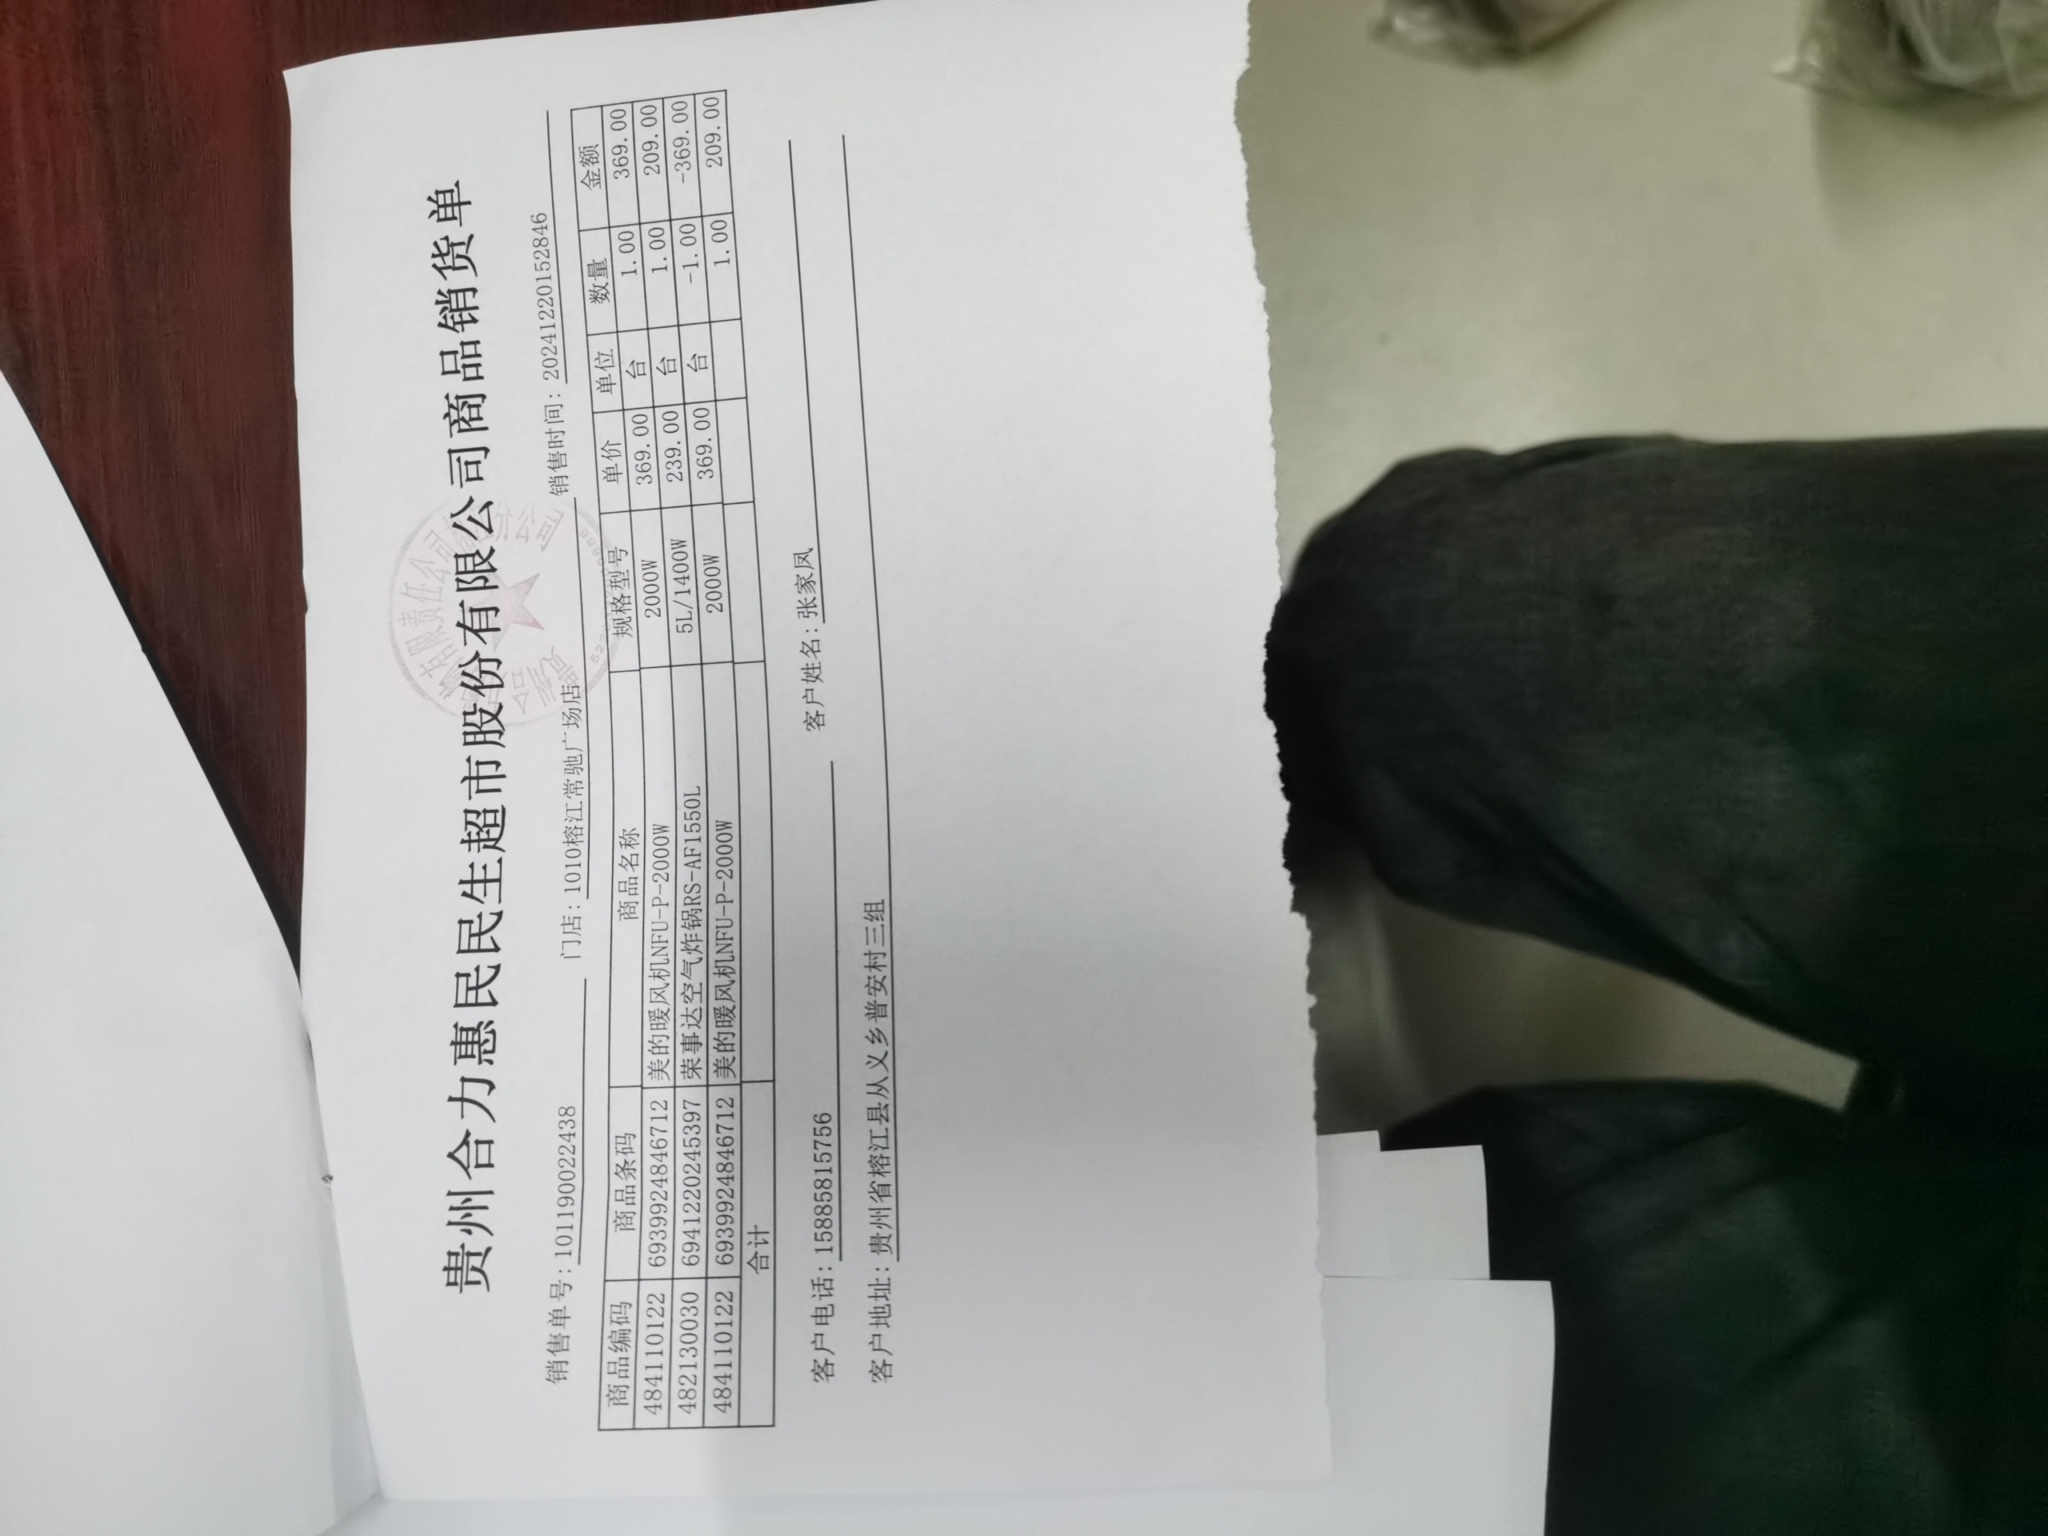 贵州合力惠民民生超市股份有限公司商品销货单
销售单号:101190022438 门店:1010榕江常驰广场店 销售时间:20241220152846
商品编码 商品条码 商品名称 规格型号 单价 单位 数量 金额
484110122 6939924846712 美的暖风机NFU-P-2000W 2000W 369.00 台 1.00 369.00
482130030 6941220245397 荣事达空气炸锅RS-AF1550L 5L/1400W 239.00 台 1.00 209.00
484110122 6939924846712 美的暖风机NFU-P-2000W 2000W 369.00 台 -1.00 -369.00
合计 1.00 209.00
客户电话:15885815756 客户姓名:张家凤
客户地址:贵州省榕江县从义乡普安村三组
有限责任公司